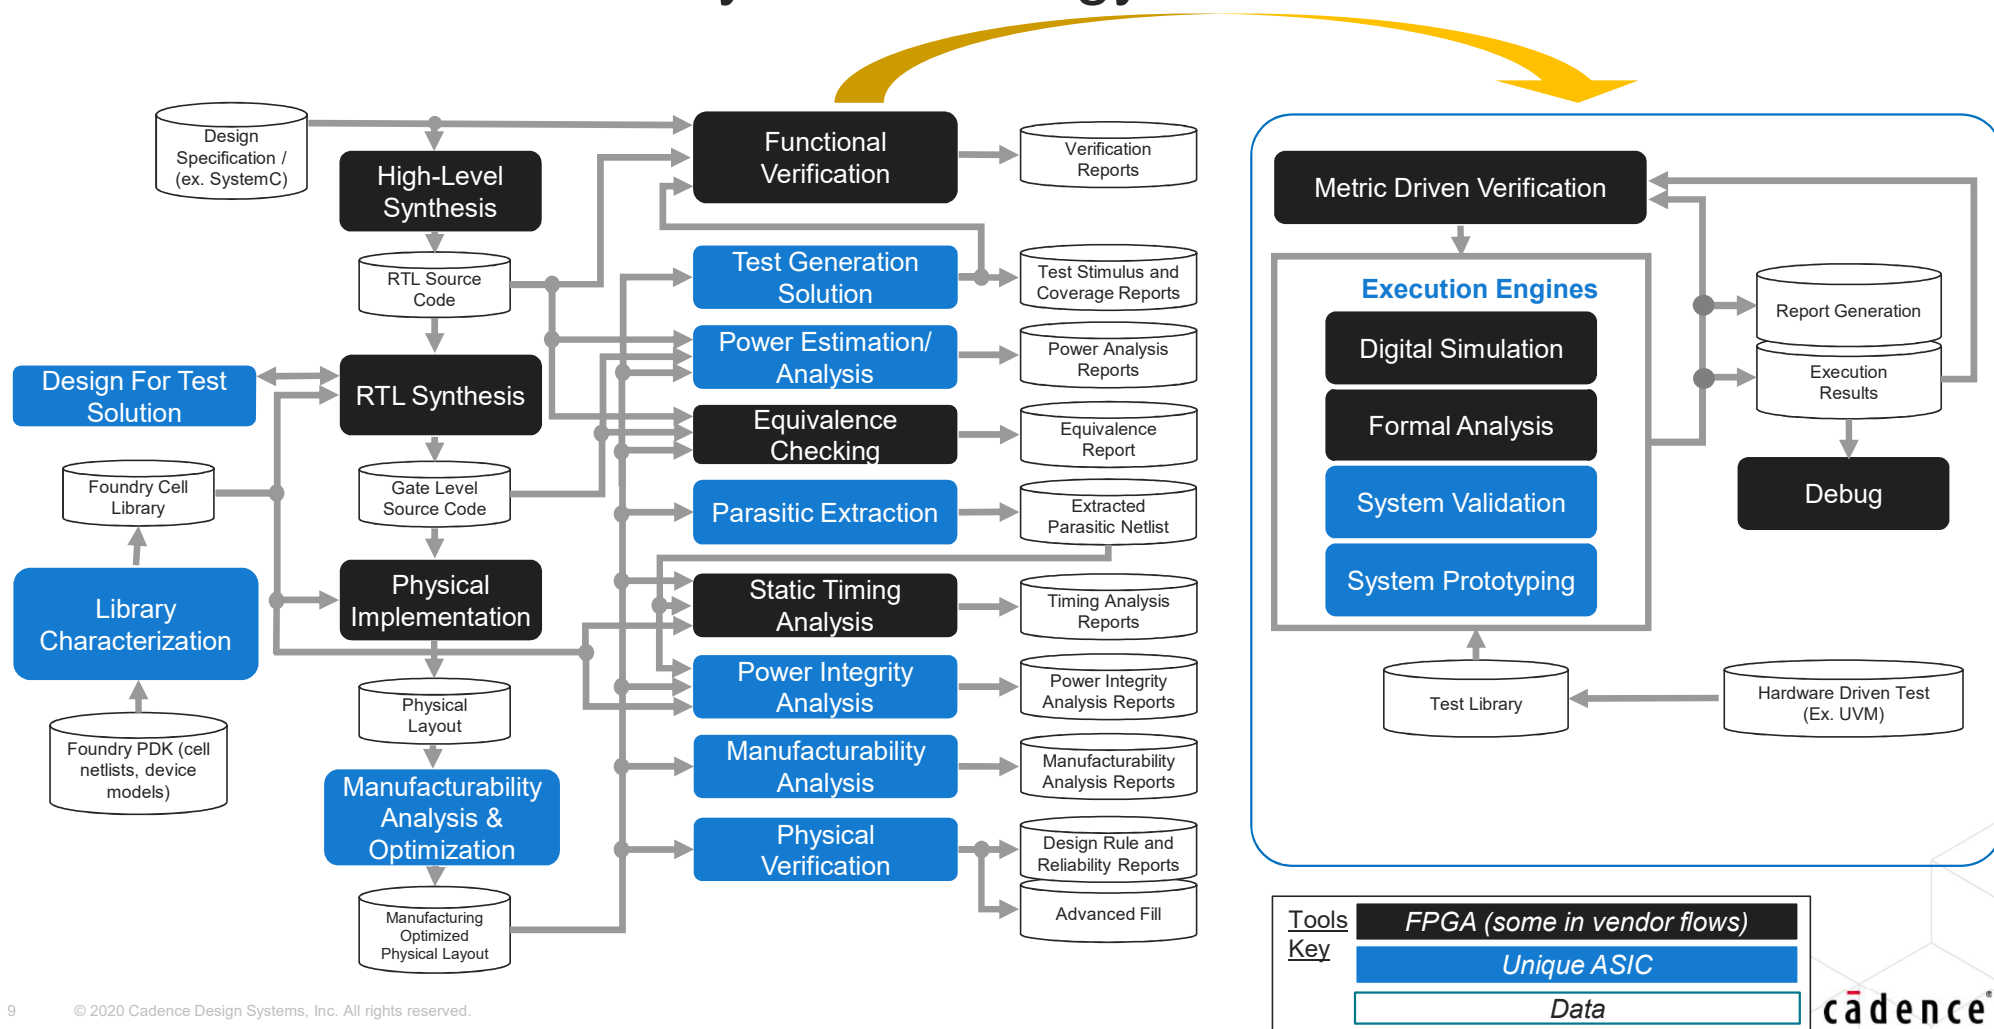 Design
Specification /
(ex. SystemC)
High-Level
Synthesis
RTL Source
Code
Design For Test
Solution
RTL Synthesis
Foundry Cell
Library
Gate Level
Source Code
Library
Characterization
Physical
Implementation
Physical
Layout
Foundry PDK (cell
netlists, device
models)
Manufacturability
Analysis &
Optimization
Manufacturing
Optimized
Physical Layout
Functional
Verification
Verification
Reports
Test Generation
Solution
Test Stimulus and
Coverage Reports
Power Estimation/
Analysis
Power Analysis
Reports
Equivalence
Checking
Equivalence
Report
Parasitic Extraction
Extracted
Parasitic Netlist
Static Timing
Analysis
Timing Analysis
Reports
Power Integrity
Analysis
Power Integrity
Analysis Reports
Manufacturability
Analysis
Manufacturability
Analysis Reports
Physical
Verification
Design Rule and
Reliability Reports
Advanced Fill
Metric Driven Verification
Execution Engines
Digital Simulation
Formal Analysis
System Validation
System Prototyping
Report Generation
Execution
Results
Debug
Test Library
Hardware Driven Test
(Ex. UVM)
Tools
Key
FPGA (some in vendor flows)
Unique ASIC
Data
9
© 2020 Cadence Design Systems, Inc. All rights reserved.
cādence®